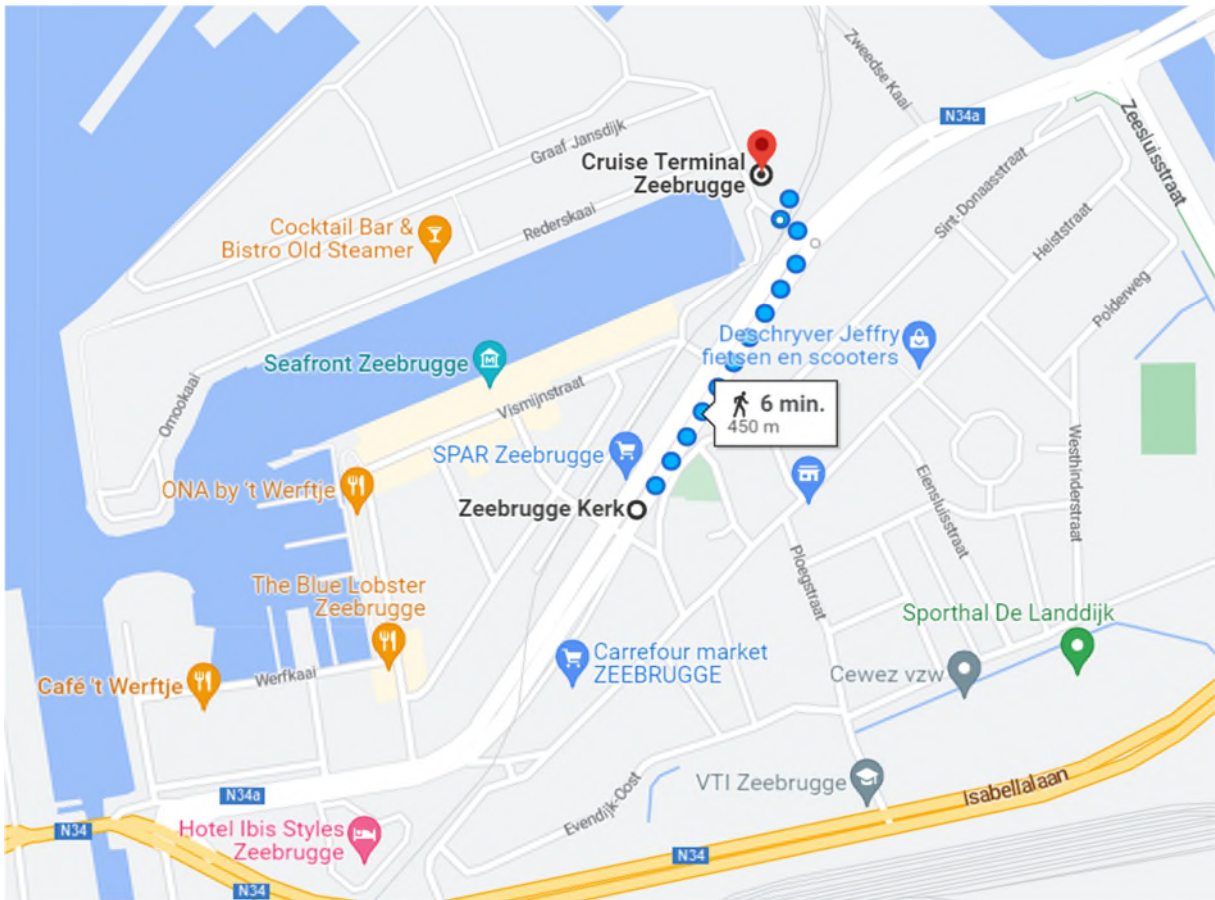 Zweedse Kaai
N34a
Zeesluisstraat
Graaf Jansdijk
Cruise Terminal
Zeebrugge
Sint-Donaasstraat
Rederskaai
Heiststraat
Cocktail Bar &
Bistro Old Steamer
Polderweg
Deschryver Jeffry
fietsen en scooters
Seafront Zeebrugge
Omookaai
Vismijnstraat
6 min.
450 m
SPAR Zeebrugge
Westhinderstraat
ONA by 't Werftje
Zeebrugge Kerk
Eiensluisstraat
Ploegstraat
The Blue Lobster
Zeebrugge
Sporthal De Landdijk
Carrefour market
ZEEBRUGGE
Werfkaai
Café 't Werftje
Cewez vzw
VTI Zeebrugge
Isabellalaan
N34a
Evendijk-Oost
N34
Hotel Ibis Styles
Zeebrugge
N34
N34